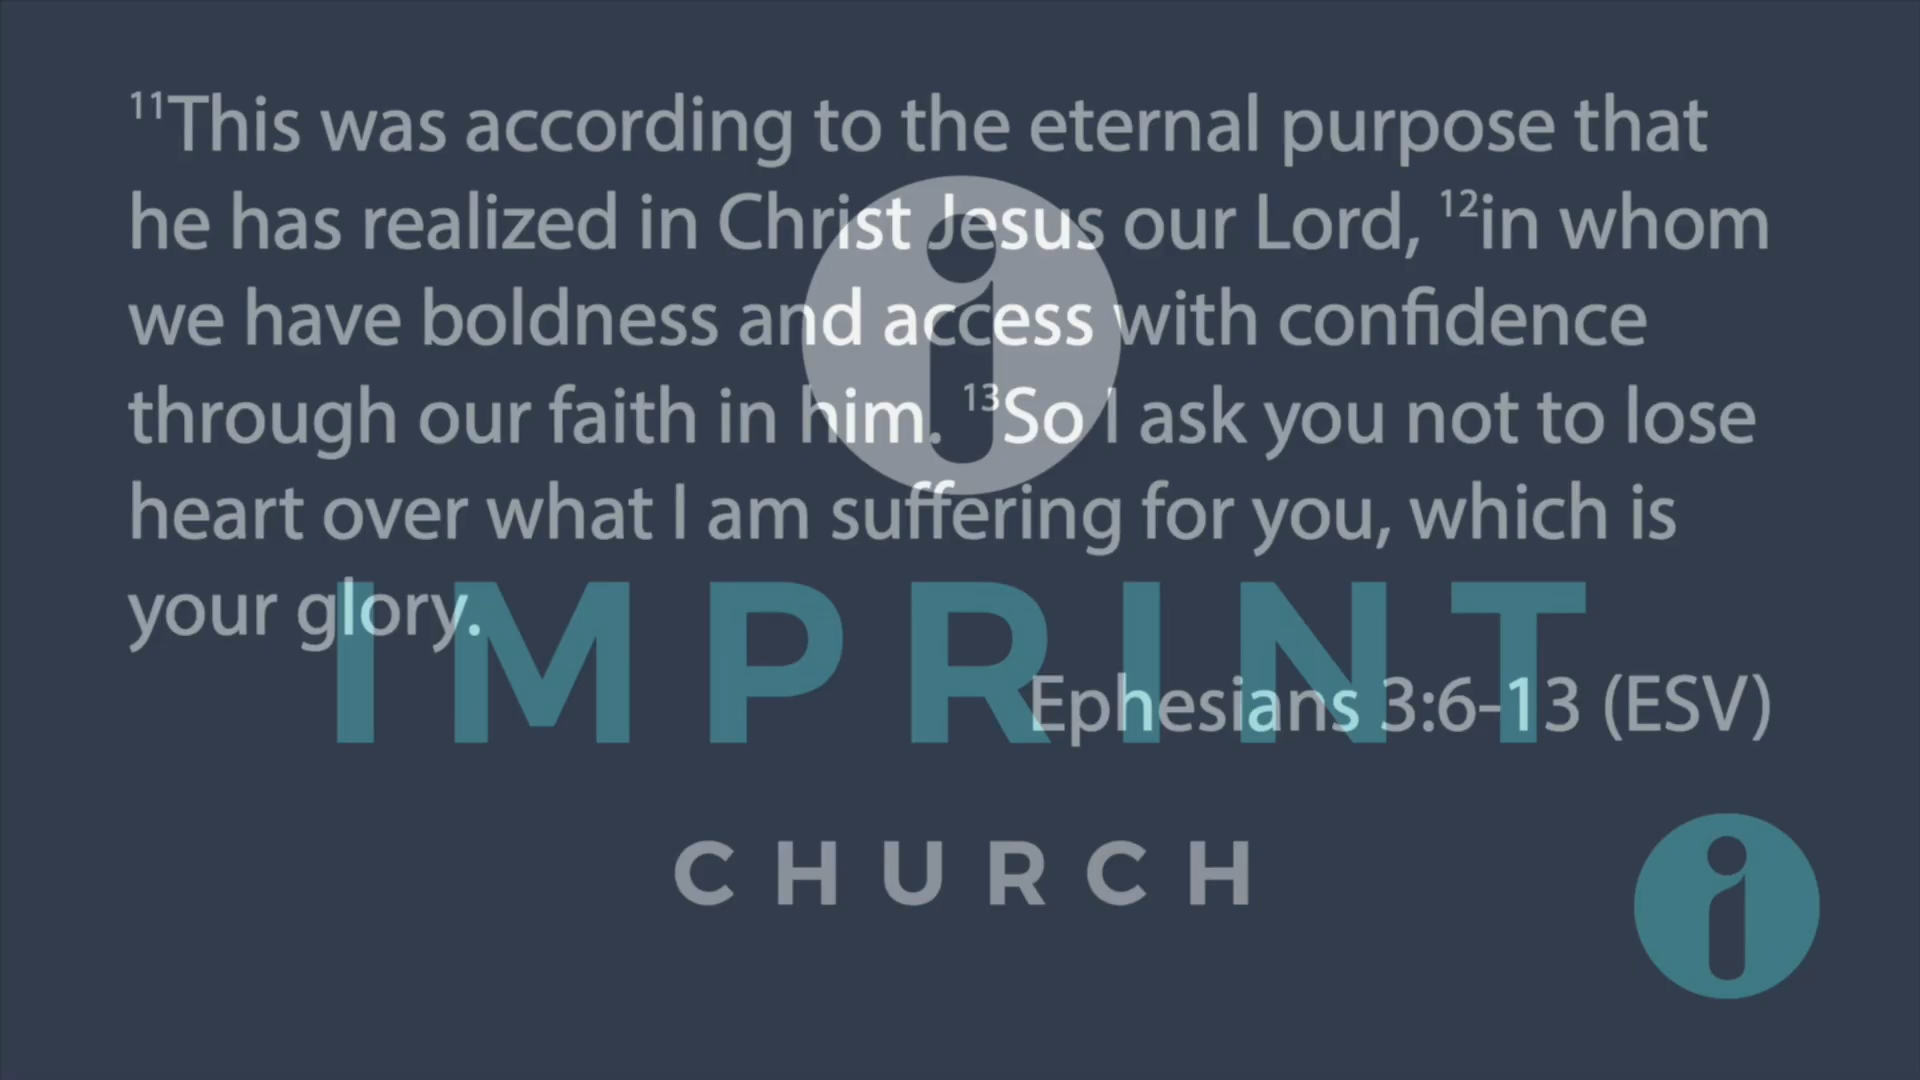 ¹¹This was according to the eternal purpose that
he has realized in Christ Jesus our Lord, ¹²in whom
we have boldness and access with confidence
through our faith in him. ¹³So I ask you not to lose
heart over what I am suffering for you, which is
your glory.
Ephesians 3:6-13 (ESV)
i
IMPRINT
CHURCH
i